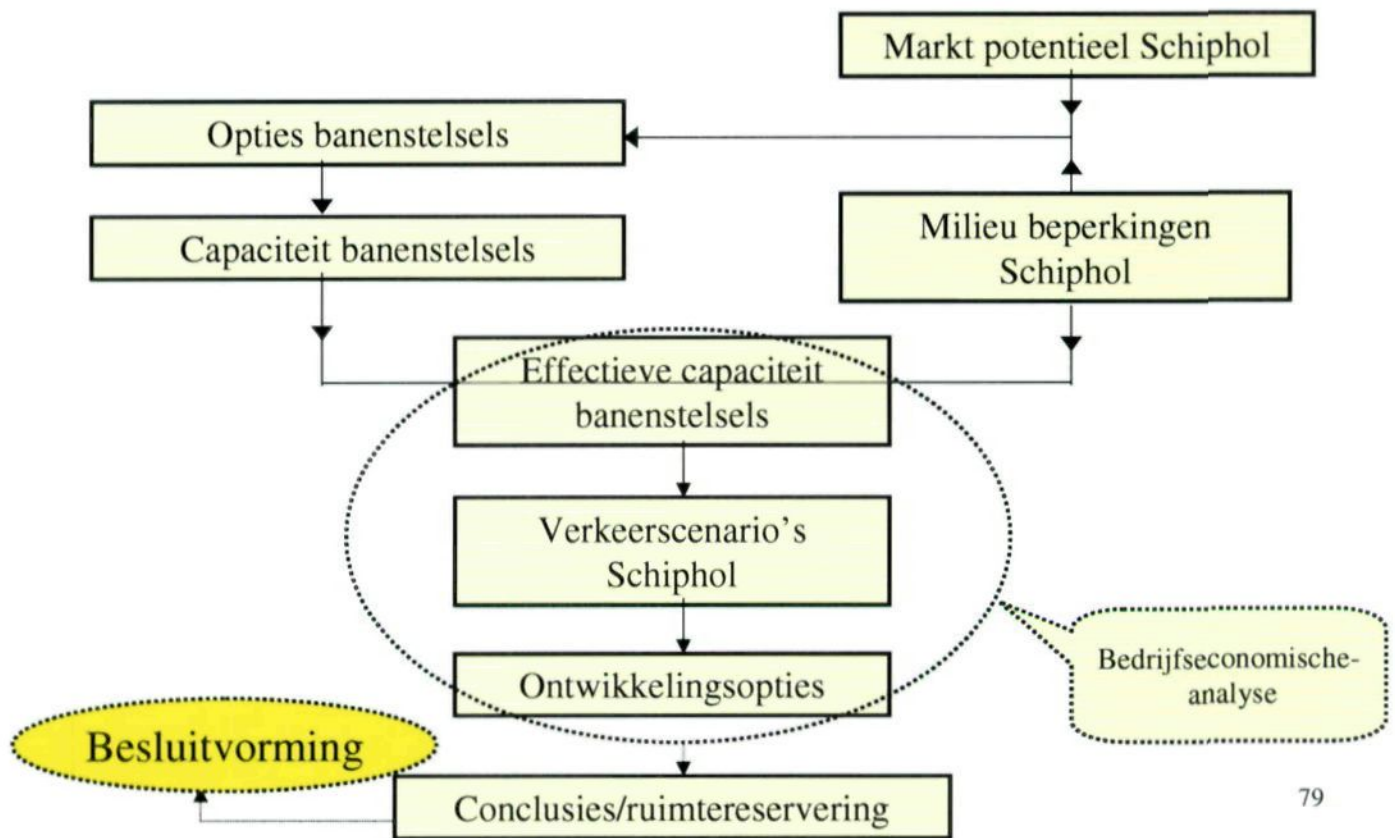 Markt potentieel Schiphol
Opties banenstelsels
Capaciteit banenstelsels
Milieu beperkingen
Schiphol
Effectieve capaciteit
banenstelsels
Verkeerscenario's
Schiphol
Ontwikkelingsopties
Bedrijfseconomische-
analyse
Besluitvorming
Conclusies/ruimtereservering
79